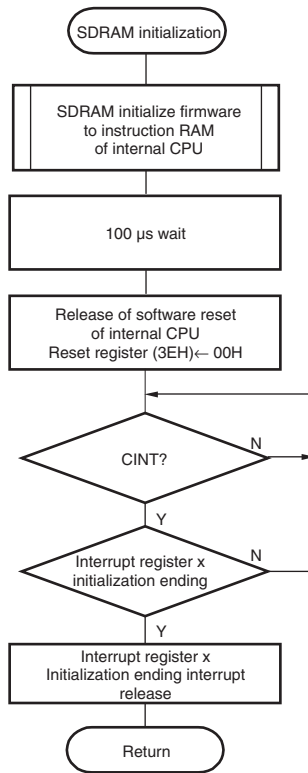 SDRAM initialization
SDRAM initialize firmware
to instruction RAM
of internal CPU
100 µs wait
Release of software reset
of internal CPU
Reset register (3EH)← 00H
CINT?
N
Y
Interrupt register x
initialization ending
N
Y
Interrupt register x
Initialization ending interrupt
release
Return